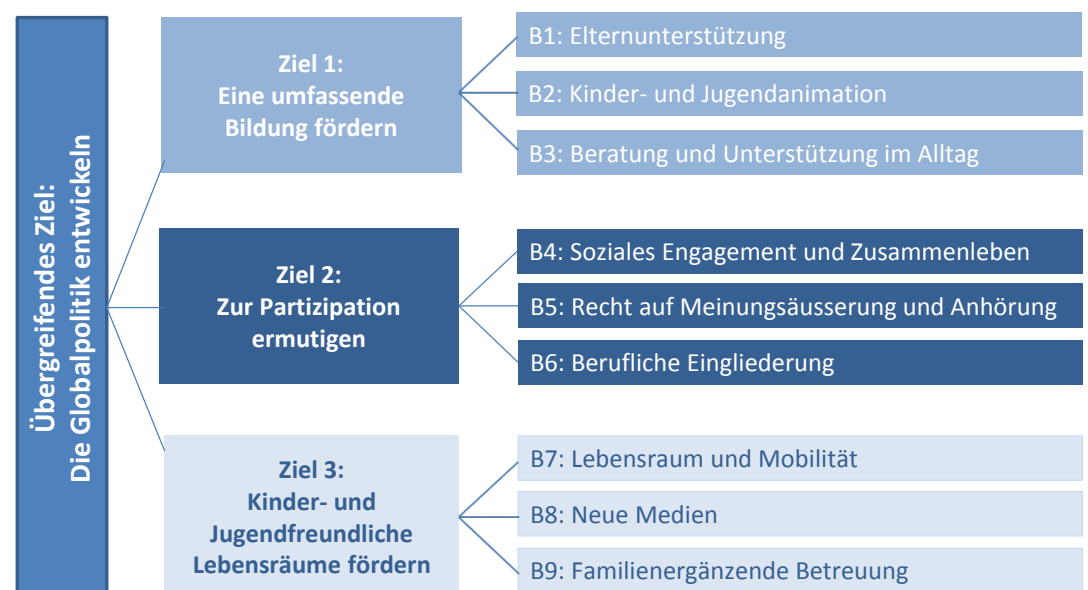 Übergreifendes Ziel:
Die Globalpolitik entwickeln
Ziel 1:
Eine umfassende
Bildung fördern
B1: Elternunterstützung
B2: Kinder- und Jugendanimation
B3: Beratung und Unterstützung im Alltag
Ziel 2:
Zur Partizipation
ermutigen
B4: Soziales Engagement und Zusammenleben
B5: Recht auf Meinungsäusserung und Anhörung
B6: Berufliche Eingliederung
Ziel 3:
Kinder- und
Jugendfreundliche
Lebensräume fördern
B7: Lebensraum und Mobilität
B8: Neue Medien
B9: Familienergänzende Betreuung